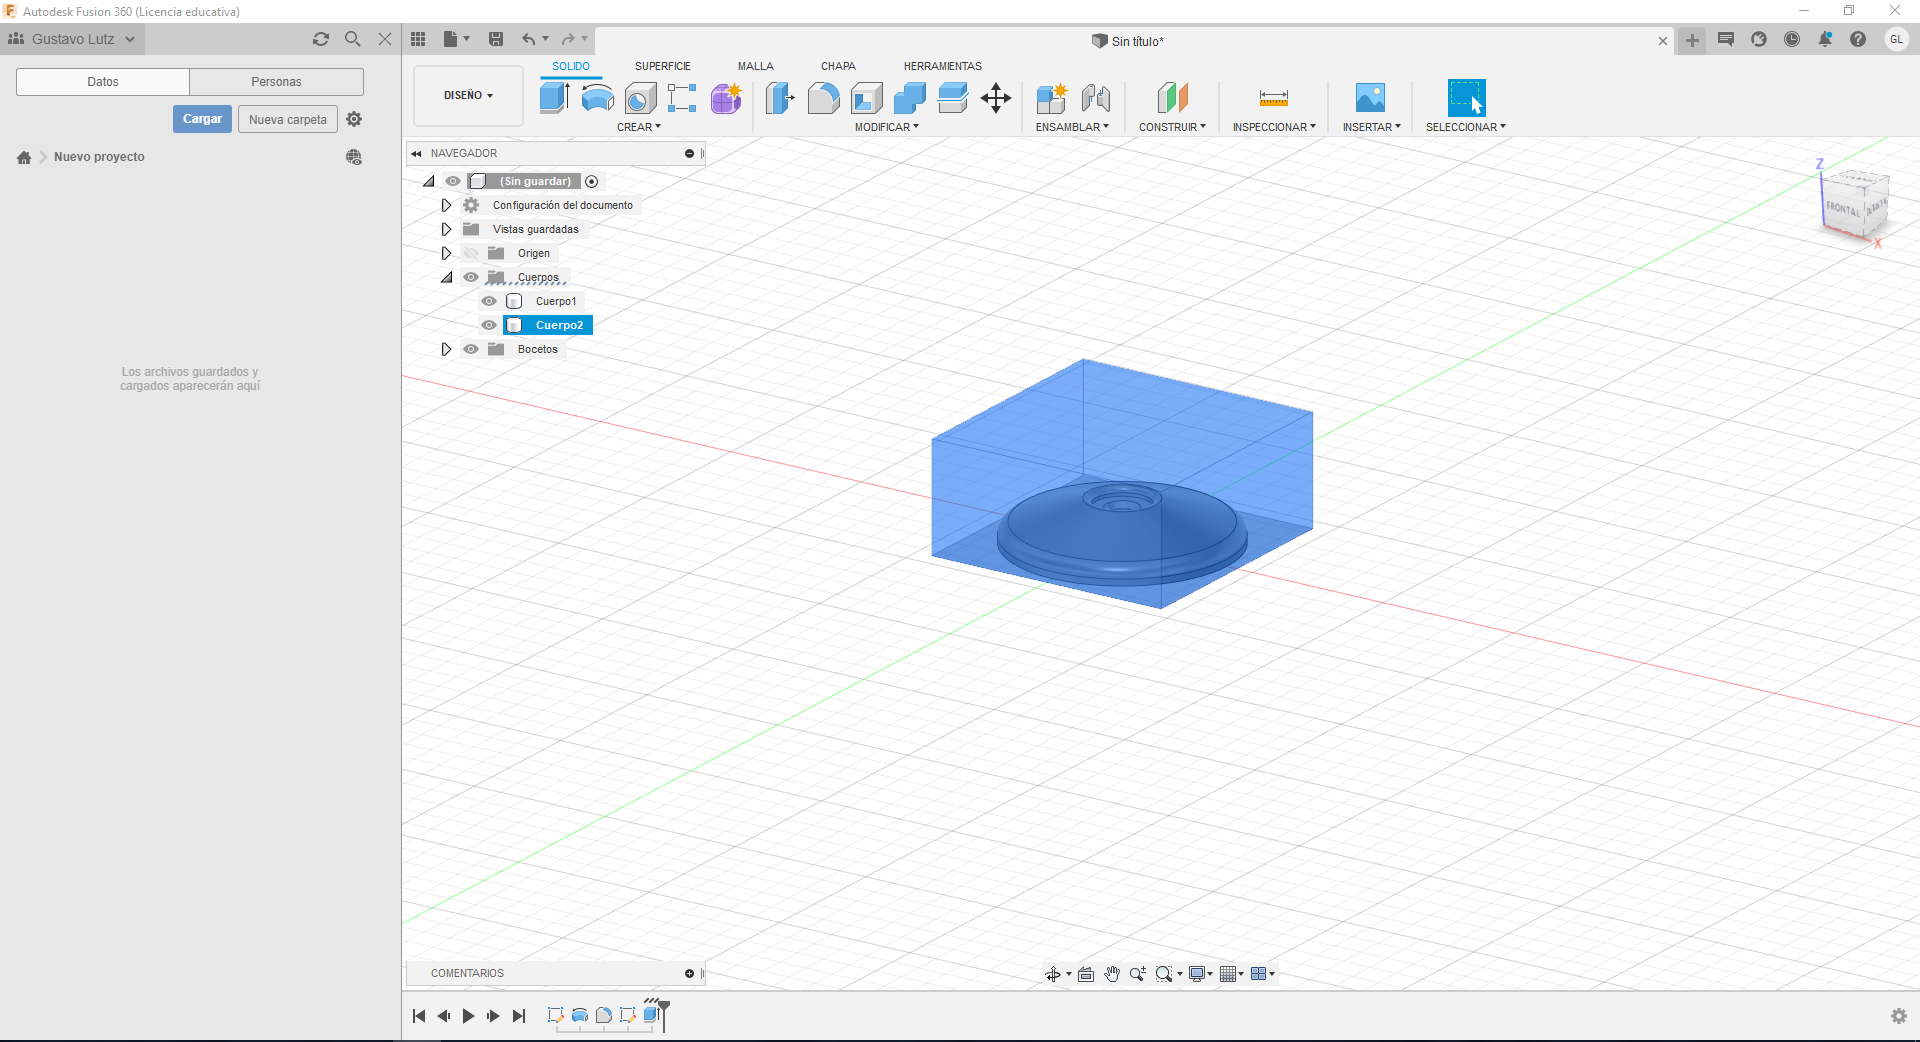 Autodesk Fusion 360 (Licencia educativa)
Gustavo Lutz
Sin título*
GL
Datos
Personas
SOLIDO
SUPERFICIE
MALLA
CHAPA
HERRAMIENTAS
DISEÑO
Cargar
Nueva carpeta
CREAR
MODIFICAR
ENSAMBLAR
CONSTRUIR
INSPECCIONAR
INSERTAR
SELECCIONAR
Nuevo proyecto
NAVEGADOR
(Sin guardar)
Configuración del documento
Vistas guardadas
Origen
Cuerpos
Cuerpo1
Cuerpo2
Bocetos
Z
FRONTAL
X
Los archivos guardados y
cargados aparecerán aquí
COMENTARIOS